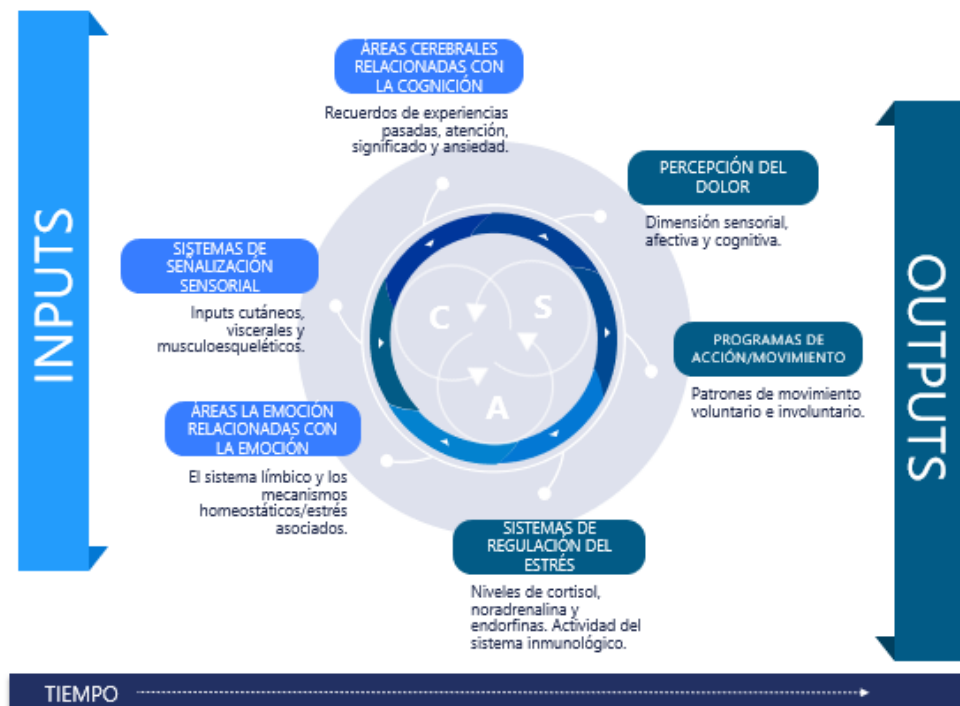 INPUTS
ÁREAS CEREBRALES
RELACIONADAS CON
LA COGNICIÓN
Recuerdos de experiencias
pasadas, atención,
significado y ansiedad.
SISTEMAS DE
SEÑALIZACIÓN
SENSORIAL
Inputs cutáneos,
viscerales y
musculoesqueléticos.
ÁREAS LA EMOCIÓN
RELACIONADAS CON
LA EMOCIÓN
El sistema límbico y los
mecanismos
homeostáticos/estrés
asociados.
C
S
A
PERCEPCIÓN DEL
DOLOR
Dimensión sensorial,
afectiva y cognitiva.
PROGRAMAS DE
ACCIÓN/MOVIMIENTO
Patrones de movimiento
voluntario e involuntario.
SISTEMAS DE
REGULACIÓN DEL
ESTRÉS
Niveles de cortisol,
noradrenalina y
endorfinas. Actividad del
sistema inmunológico.
OUTPUTS
TIEMPO